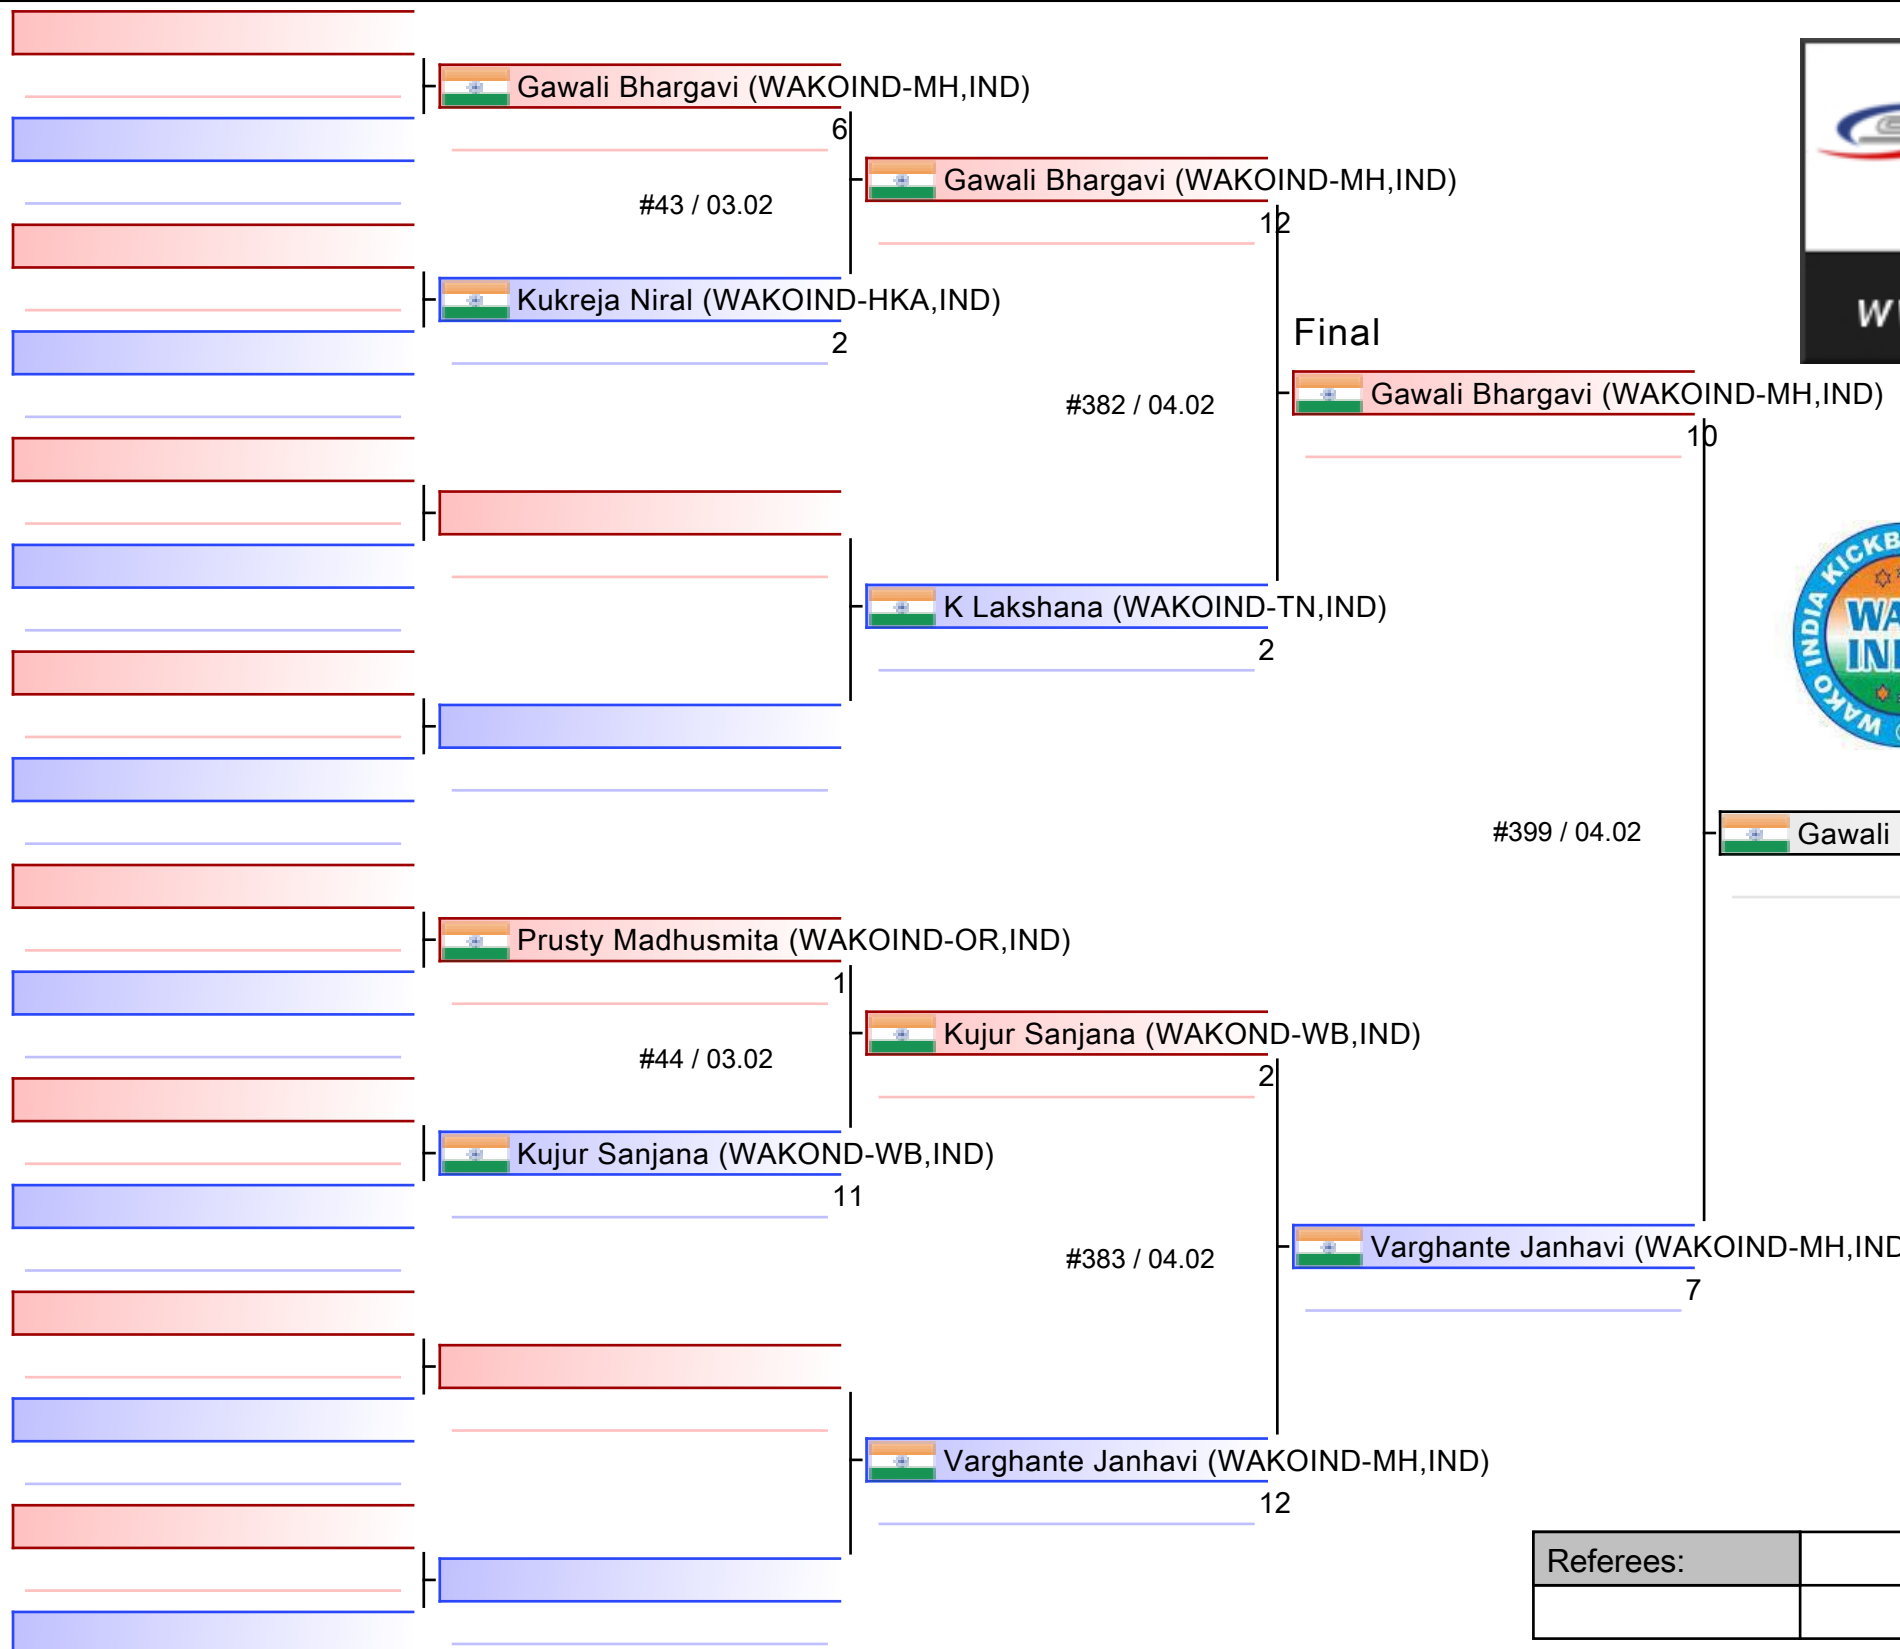 Gawali Bhargavi (WAKOIND-MH,IND)
6
Gawali Bhargavi (WAKOIND-MH,IND)
#43 / 03.02
12
Kukreja Niral (WAKOIND-HKA,IND)
2
Final
Gawali Bhargavi (WAKOIND-MH,IND)
#382 / 04.02
10
K Lakshana (WAKOIND-TN,IND)
2
#399 / 04.02
Gawali
Prusty Madhusmita (WAKOIND-OR,IND)
1
Kujur Sanjana (WAKOND-WB,IND)
#44 / 03.02
2
Kujur Sanjana (WAKOND-WB,IND)
11
Varghante Janhavi (WAKOIND-MH,IND
#383 / 04.02
7
Varghante Janhavi (WAKOIND-MH,IND)
12
Referees:
WAKO INDIA KICKB